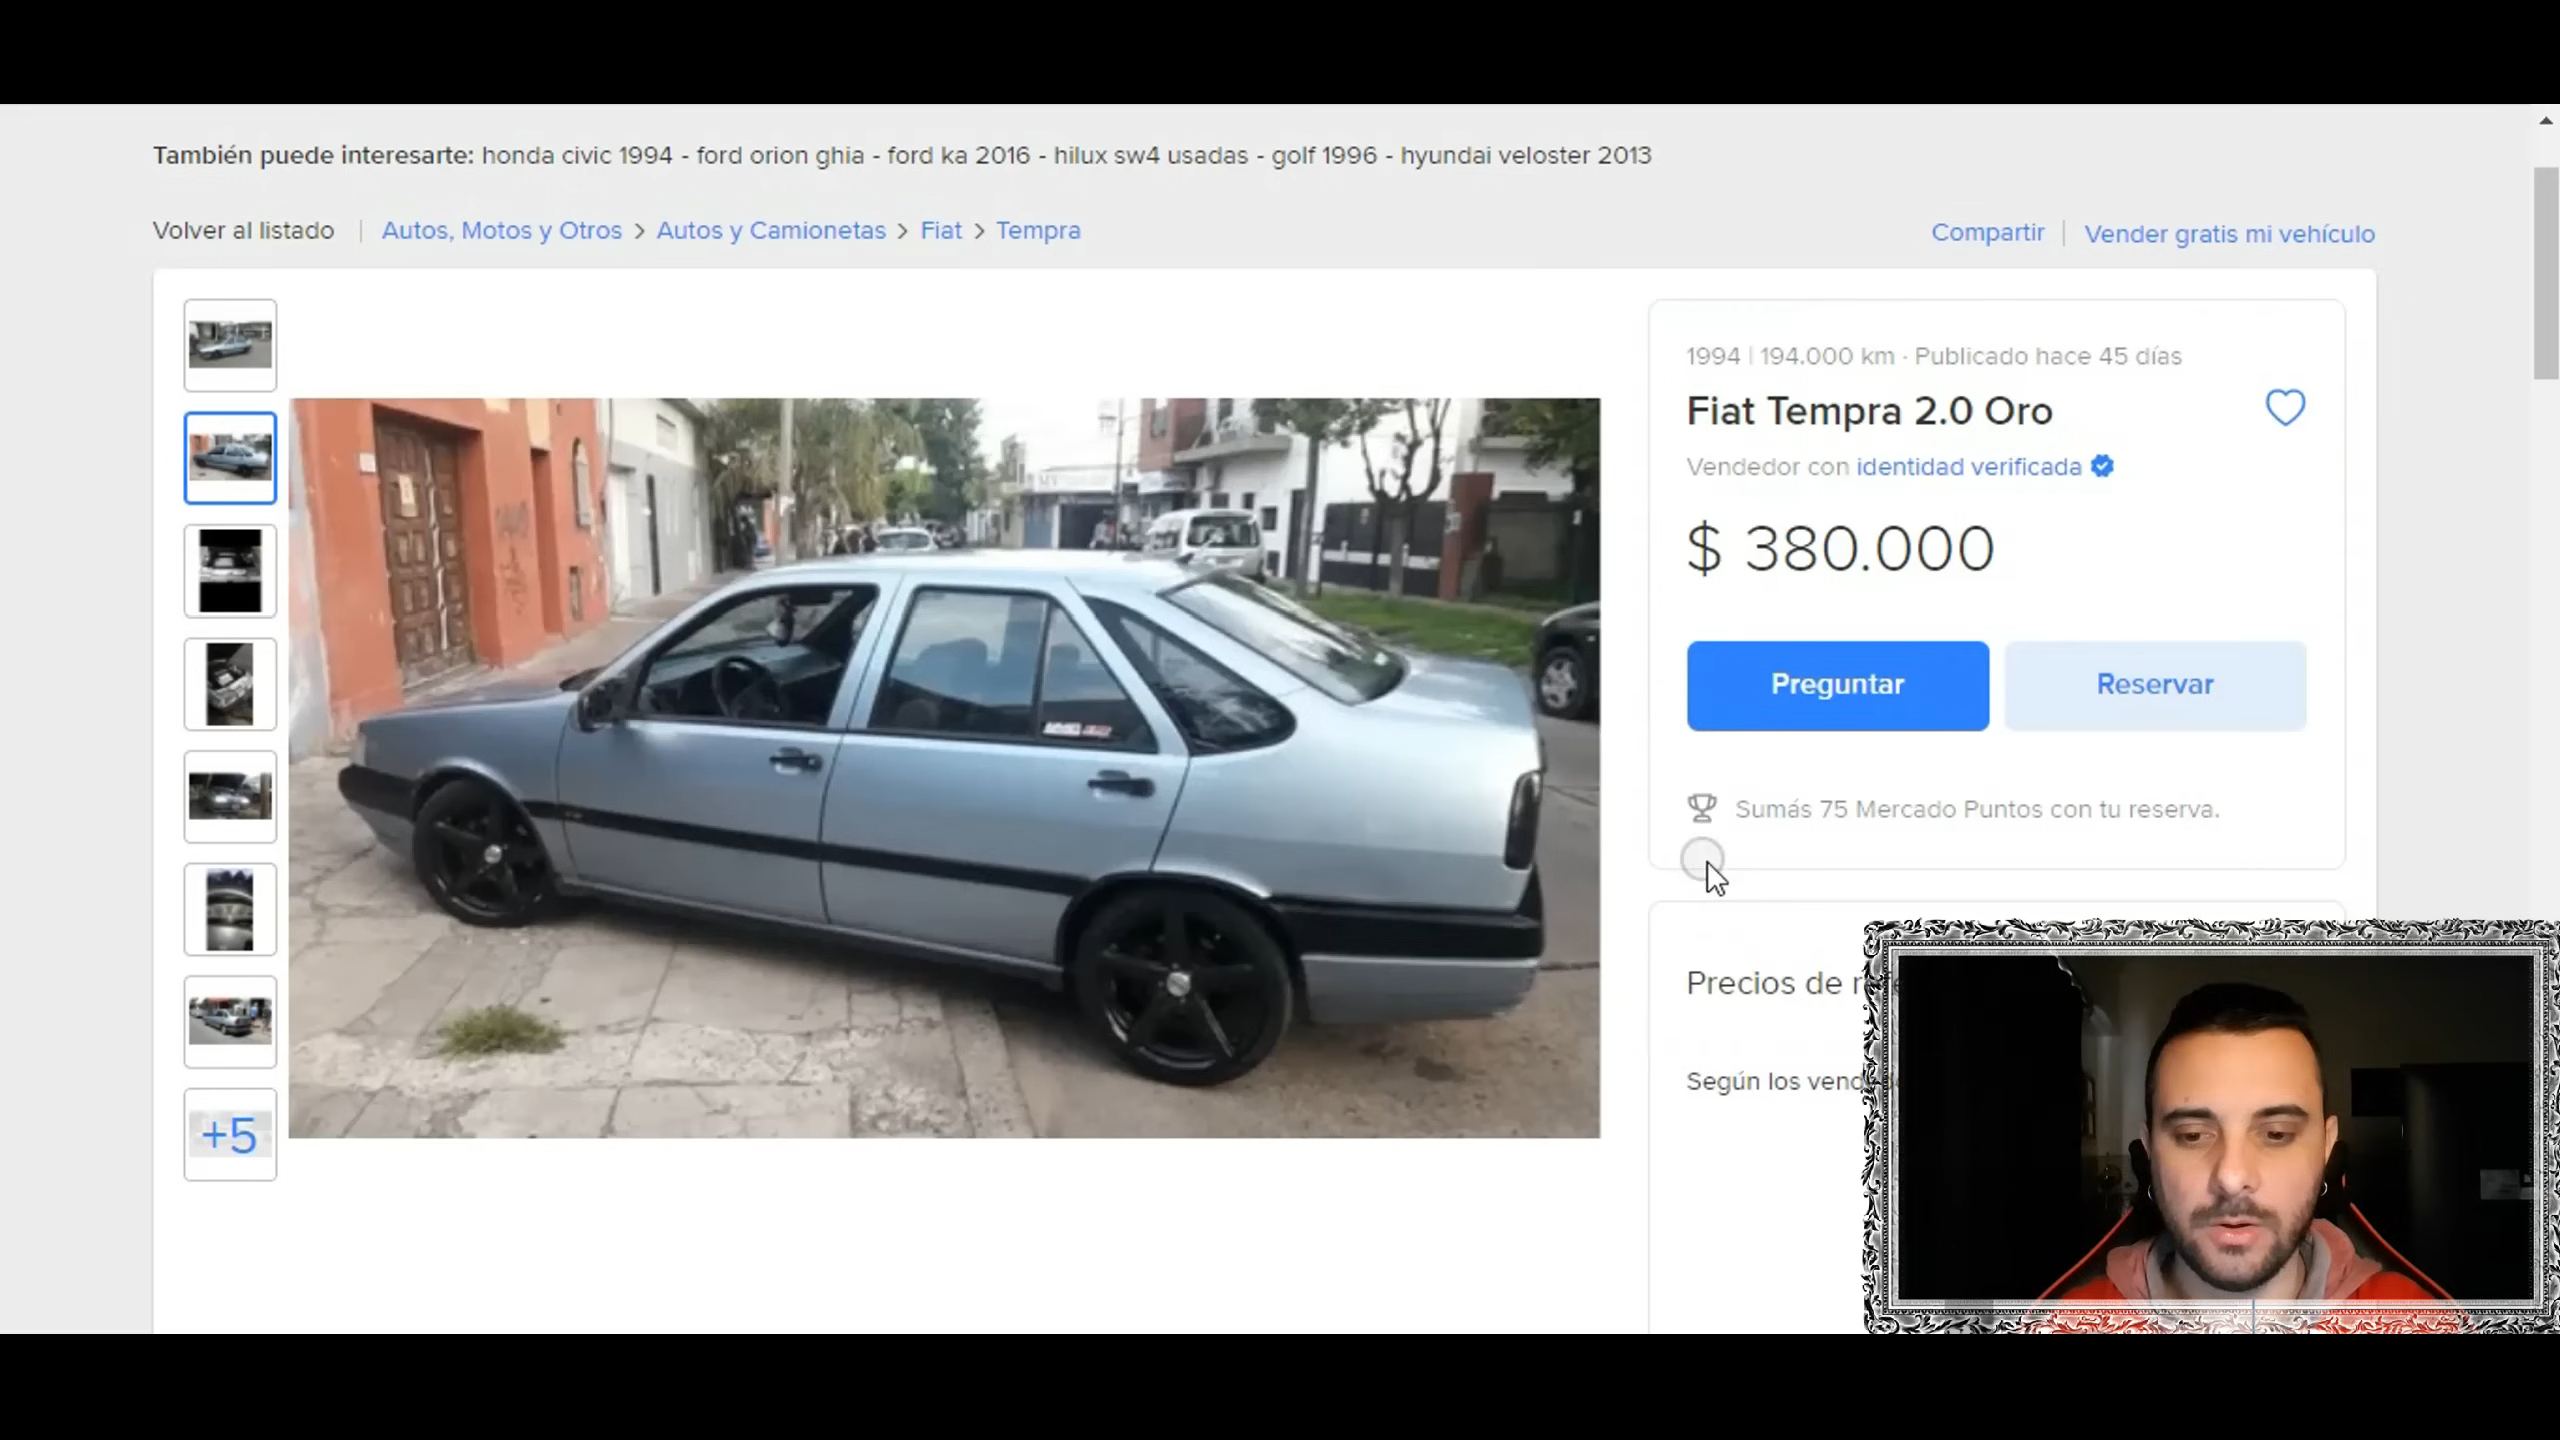 También puede interesarte: honda civic 1994 - ford orion ghia - ford ka 2016 - hilux sw4 usadas - golf 1996 - hyundai veloster 2013
Volver al listado | Autos, Motos y Otros > Autos y Camionetas > Fiat > Tempra
Compartir | Vender gratis mi vehículo
1994 | 194.000 km · Publicado hace 45 días
Fiat Tempra 2.0 Oro
Vendedor con identidad verificada
$ 380.000
Preguntar
Reservar
Sumás 75 Mercado Puntos con tu reserva.
Precios de
Según los
+5